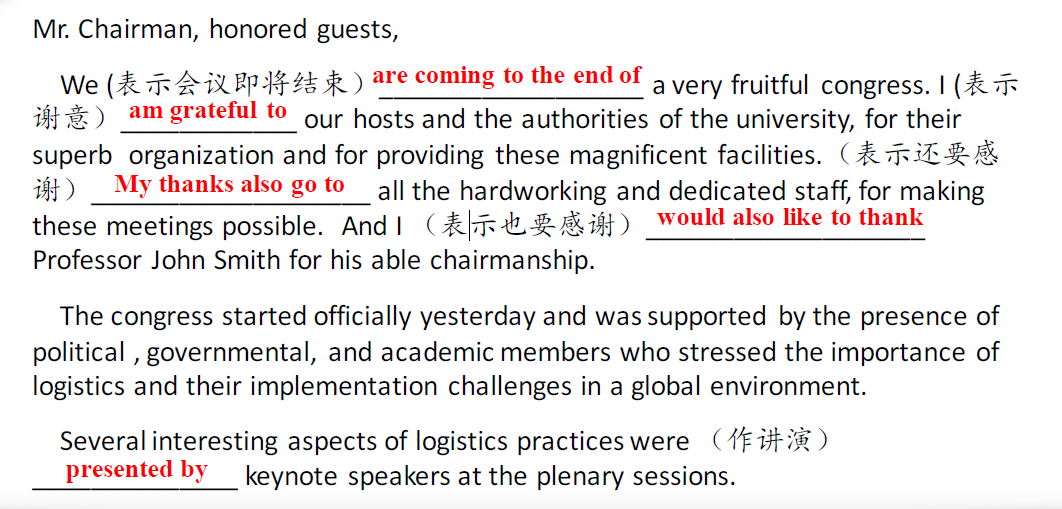 Mr. Chairman, honored guests,
We (表示会议即将结束） are coming to the end of a very fruitful congress. I (表示
谢意） am grateful to our hosts and the authorities of the university, for their
superb organization and for providing these magnificent facilities. （表示还要感
谢） My thanks also go to all the hardworking and dedicated staff, for making
these meetings possible. And I （表示也要感谢） would also like to thank
Professor John Smith for his able chairmanship.
The congress started officially yesterday and was supported by the presence of
political , governmental, and academic members who stressed the importance of
logistics and their implementation challenges in a global environment.
Several interesting aspects of logistics practices were （作讲演）
presented by keynote speakers at the plenary sessions.